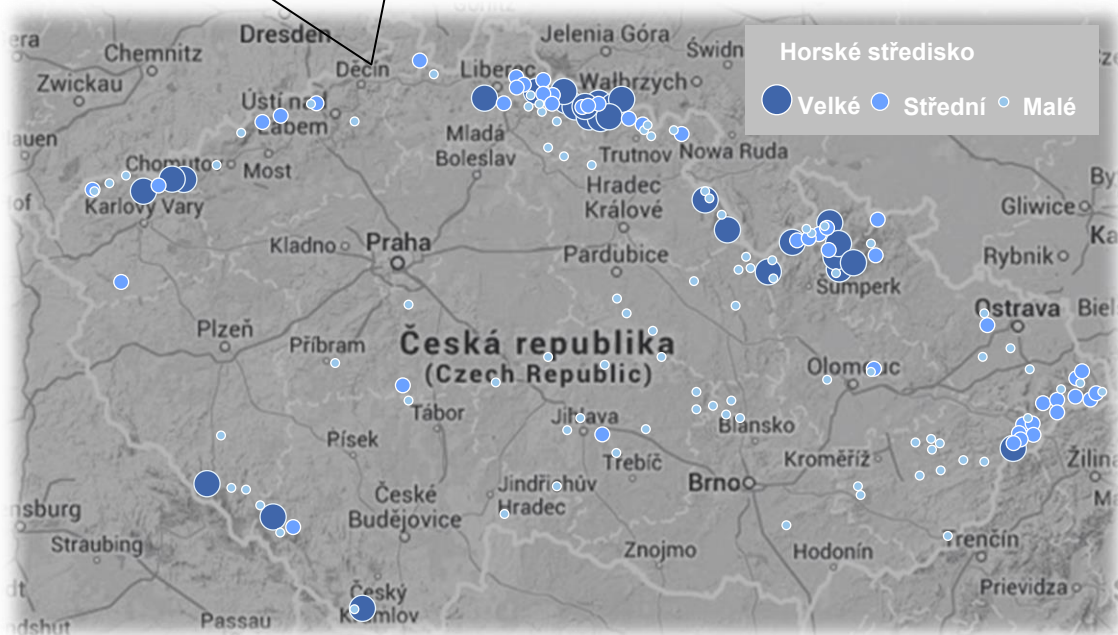 Görlitz
Dresden
Jelenia Góra
Chemnitz
Horské středisko
Děčín
Liberec
Zwickau
Wałbrzych
Velké
Střední
Malé
Ústí nad
Labem
Mladá
Boleslav
Trutnov
Nowa Ruda
Chomutov
Most
Hof
Karlovy Vary
Hradec
Králové
Gliwice
Kladno
Praha
Pardubice
Rybnik
Šumperk
Ostrava
Plzeň
Příbram
Česká republika
(Czech Republic)
Olomouc
Tábor
Jihlava
Blansko
Písek
Třebíč
Kroměříž
Žilina
Brno
Jindřichův
Hradec
České
Budějovice
Straubing
Znojmo
Hodonín
Trenčín
Český
Krumlov
Prievidza
Passau